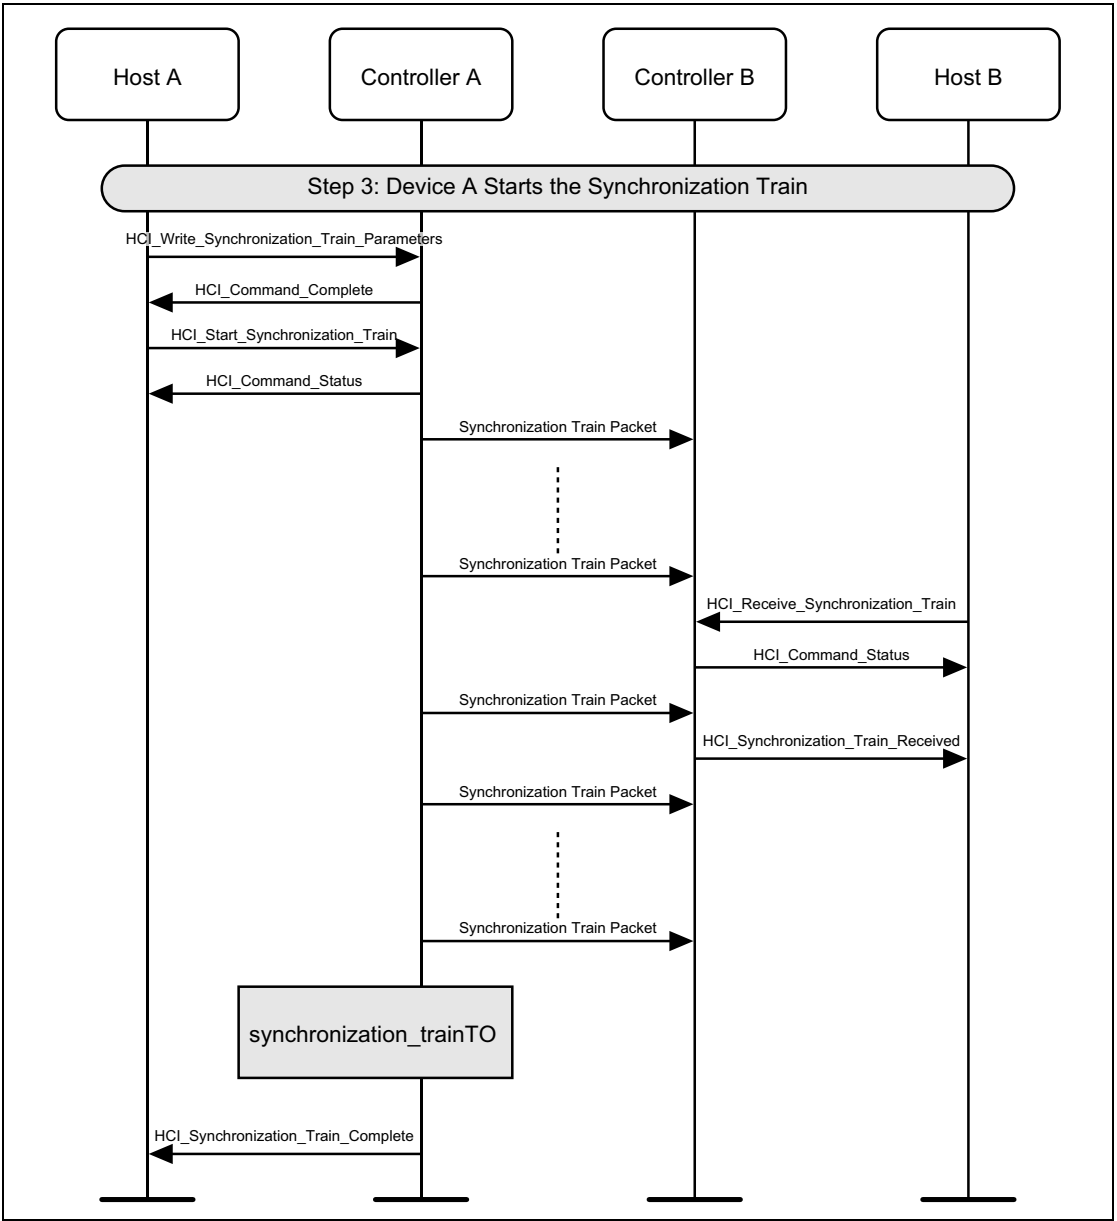 Host A
Controller A
Controller B
Host B
Step 3: Device A Starts the Synchronization Train
HCI_Write_Synchronization_Train_Parameters
HCI_Command_Complete
HCI_Start_Synchronization_Train
HCI_Command_Status
Synchronization Train Packet
Synchronization Train Packet
HCI_Receive_Synchronization_Train
HCI_Command_Status
Synchronization Train Packet
HCI_Synchronization_Train_Received
Synchronization Train Packet
Synchronization Train Packet
synchronization_trainTO
HCI_Synchronization_Train_Complete